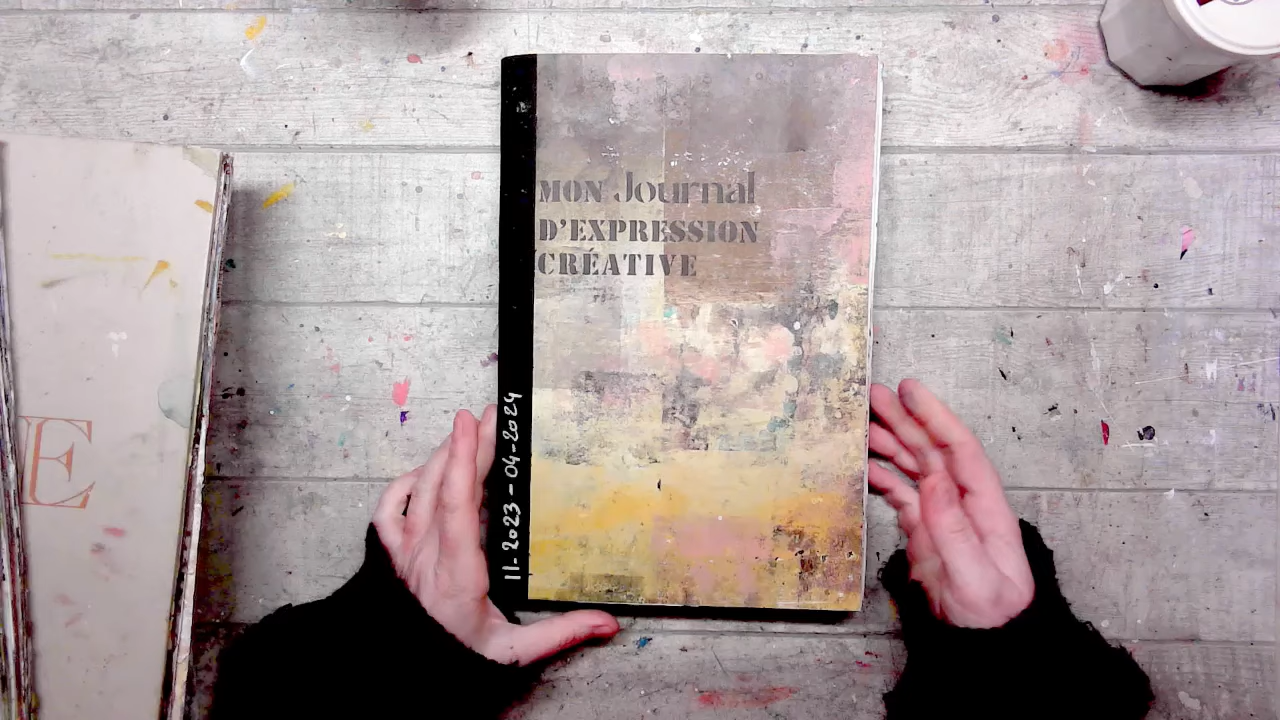 MON Journal
D'EXPRESSION
CRÉATIVE
11-2023 - 04-2024
E